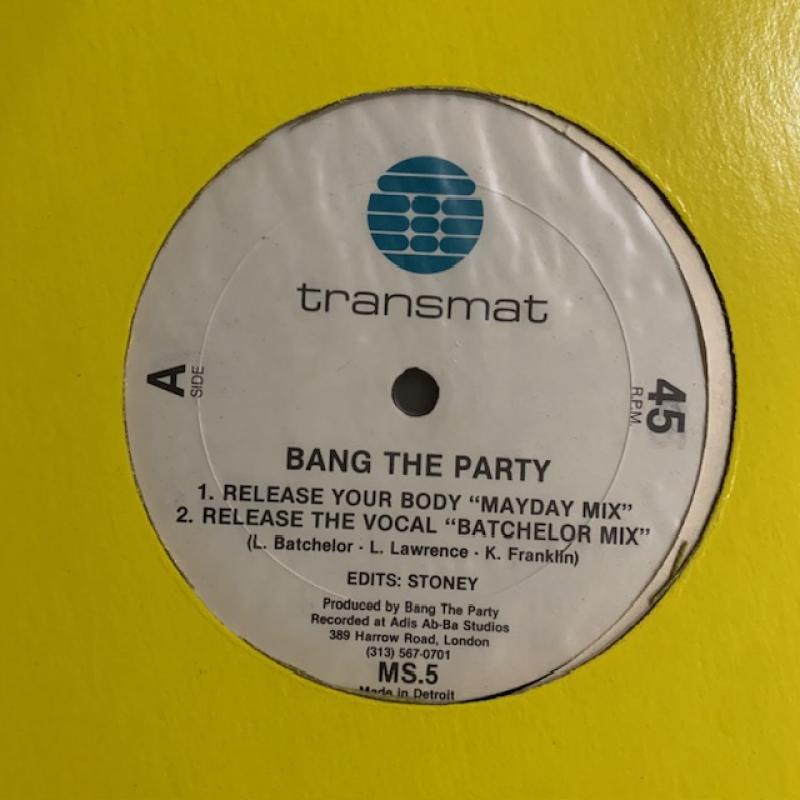 transmat
A
SIDE
45
R.P.M.
BANG THE PARTY
1. RELEASE YOUR BODY “MAYDAY MIX”
2. RELEASE THE VOCAL “BATCHELOR MIX”
(L. Batchelor · L. Lawrence · K. Franklin)
EDITS: STONEY
Produced by Bang The Party
Recorded at Adis Ab-Ba Studios
389 Harrow Road, London
(313) 567-0701
MS.5
Made in Detroit